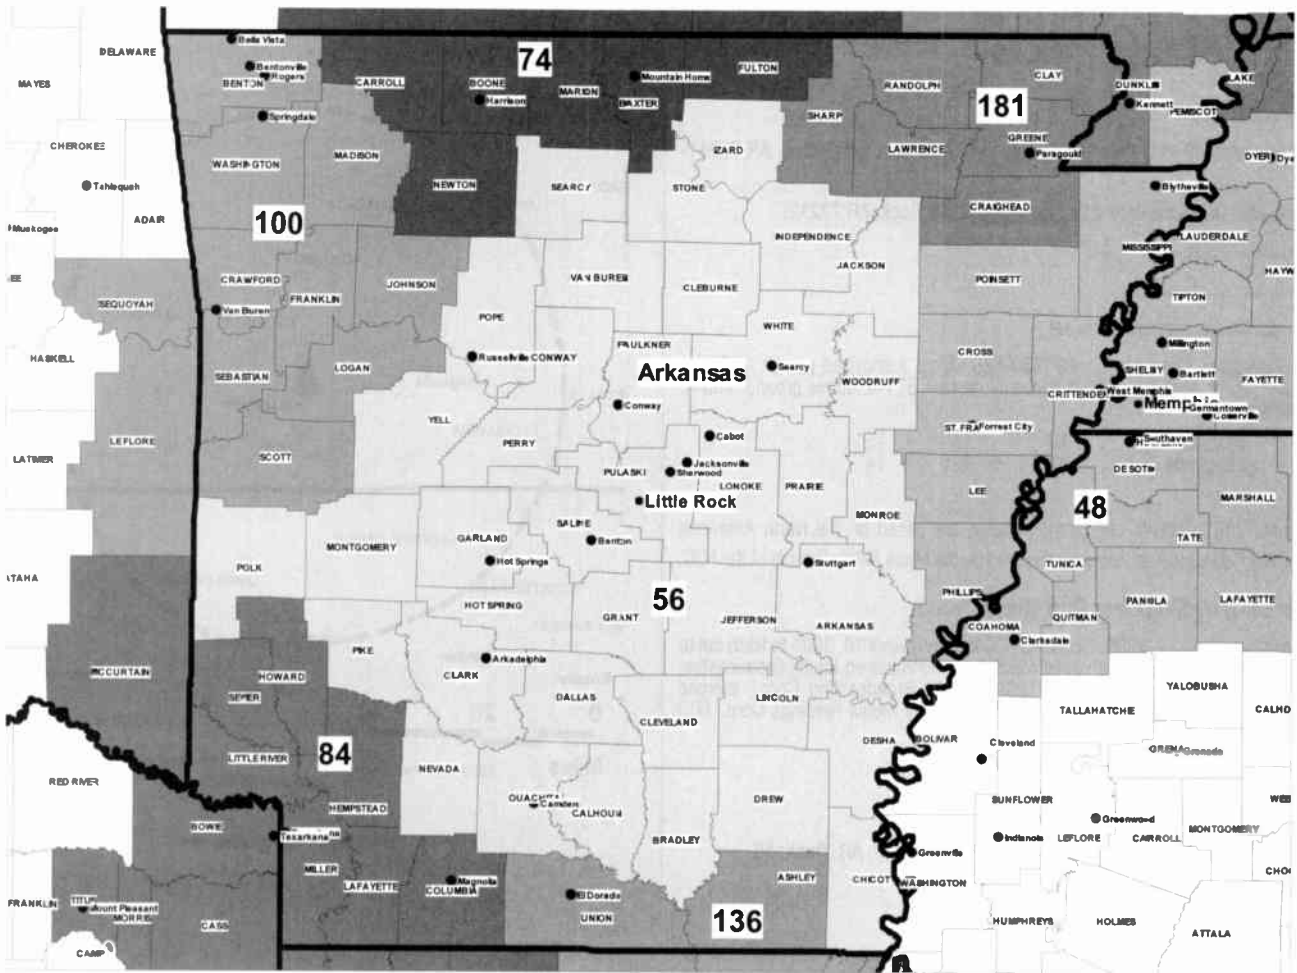 DELAWARE
Bella Vista
74
Bentonville
BENTON
Rogers
CARROLL
BOONE
Harrison
MARION
Mountain Home
BAXTER
FULTON
RANDOLPH
CLAY
DUNKLIN
LAKE
MAYES
Kennett
PEMISCOT
Springdale
SHARP
181
GREENE
CHEROKEE
WASHINGTON
MADISON
IZARD
LAWRENCE
Paragould
DYER
Tahlequah
NEWTON
SEARCY
STONE
Blytheville
ADAIR
100
CRAIGHEAD
Muskogee
INDEPENDENCE
LAUDERDALE
MISSISSIPPI
JACKSON
CRAWFORD
JOHNSON
VAN BUREN
CLEBURNE
POINSETT
SEQUOYAH
FRANKLIN
TIPTON
Van Buren
POPE
WHITE
HASKELL
FAULKNER
CROSS
Millington
Russellville
CONWAY
Arkansas
Searcy
SEBASTIAN
LOGAN
WOODRUFF
SHELBY
Bartlett
FAYETTE
CRITTENDEN
West Memphis
Conway
Memphis
Germantown
YELL
Forrest City
LEFLORE
PERRY
Cabot
Southaven
LATIMER
SCOTT
PULASKI
Jacksonville
Sherwood
LONOKE
PRAIRIE
LEE
DE SOTO
48
MARSHALL
Little Rock
MONROE
SALINE
GARLAND
MONTGOMERY
Benton
TATE
POLK
Hot Springs
Stuttgart
TUNICA
PHILLIPS
56
HOT SPRING
GRANT
JEFFERSON
ARKANSAS
PANOLA
LAFAYETTE
QUITMAN
COAHOMA
Clarksdale
PIKE
Arkadelphia
MCCURTAIN
HOWARD
CLARK
SEVIER
DALLAS
LINCOLN
YALOBUSHA
CLEVELAND
TALLAHATCHIE
DESHA
BOLIVAR
Cleveland
LITTLE RIVER
84
NEVADA
Grenada
RED RIVER
HEMPSTEAD
OUACHITA
Camden
CALHOUN
DREW
SUNFLOWER
BOWIE
Texarkana
Greenwood
Indianola
LEFLORE
CARROLL
MONTGOMERY
BRADLEY
Greenville
MILLER
LAFAYETTE
Magnolia
COLUMBIA
ASHLEY
CHICOT
WASHINGTON
El Dorado
FRANKLIN
TITUS
Mount Pleasant
MORRIS
CASS
UNION
136
HUMPHREYS
HOLMES
ATTALA
CAMP